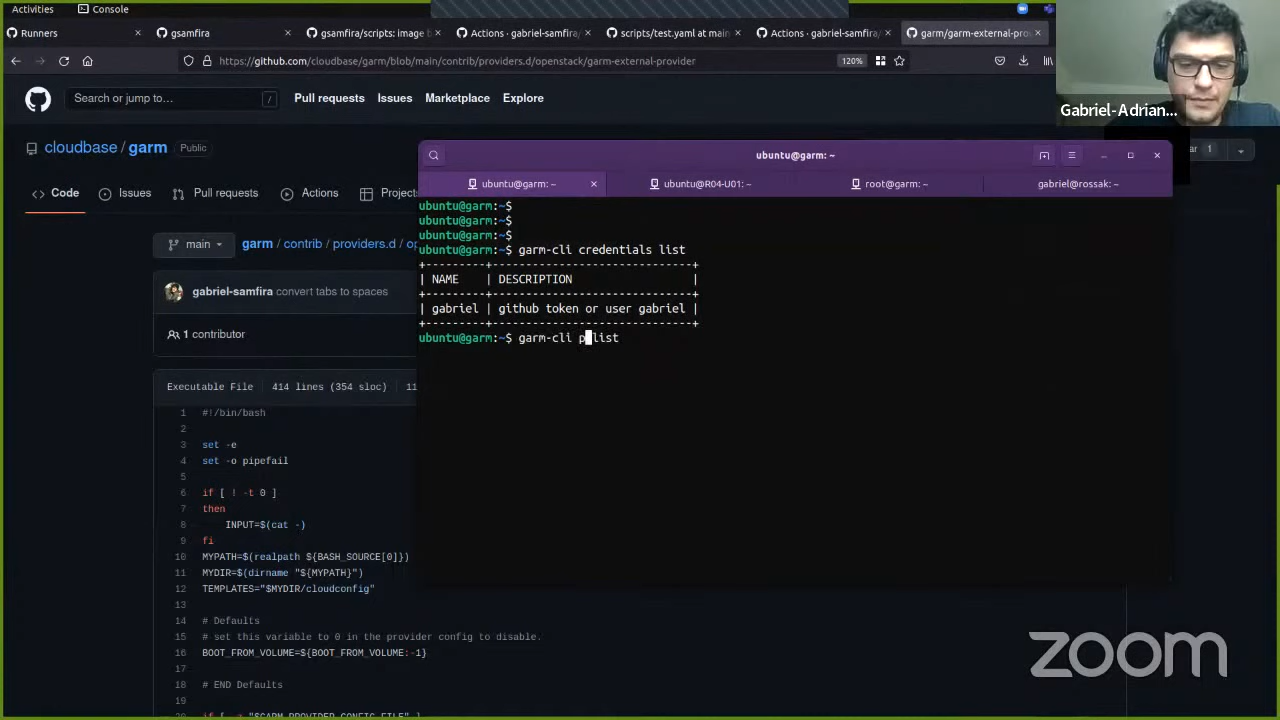 Activities
Console
Runners
gsamfira
gsamfira/scripts: image b
Actions · gabriel-samfira/
scripts/test.yaml at main
Actions · gabriel-samfira/
garm/garm-external-pro
https://github.com/cloudbase/garm/blob/main/contrib/providers.d/openstack/garm-external-provider
120%
Search or jump to...
/
Pull requests
Issues
Marketplace
Explore
Gabriel-Adrian...
cloudbase / garm
Public
1
Code
Issues
Pull requests
Actions
Projects
main
garm / contrib / providers.d / op
gabriel-samfira convert tabs to spaces
1 contributor
Executable File
414 lines (354 sloc)
11
1 #!/bin/bash
2
3 set -e
4 set -o pipefail
5
6 if [ ! -t 0 ]
7 then
8 INPUT=$(cat -)
9 fi
10 MYPATH=$(realpath ${BASH_SOURCE[0]})
11 MYDIR=$(dirname "${MYPATH}")
12 TEMPLATES="$MYDIR/cloudconfig"
13
14 # Defaults
15 # set this variable to 0 in the provider config to disable.
16 BOOT_FROM_VOLUME=${BOOT_FROM_VOLUME:-1}
17
18 # END Defaults
19
ubuntu@garm: ~
ubuntu@garm: ~
ubuntu@R04-U01: ~
root@garm: ~
gabriel@rossak: ~
ubuntu@garm:~$
ubuntu@garm:~$
ubuntu@garm:~$
ubuntu@garm:~$ garm-cli credentials list
+---------+------------------------------+
| NAME | DESCRIPTION |
+---------+------------------------------+
| gabriel | github token or user gabriel |
+---------+------------------------------+
ubuntu@garm:~$ garm-cli p list
zoom